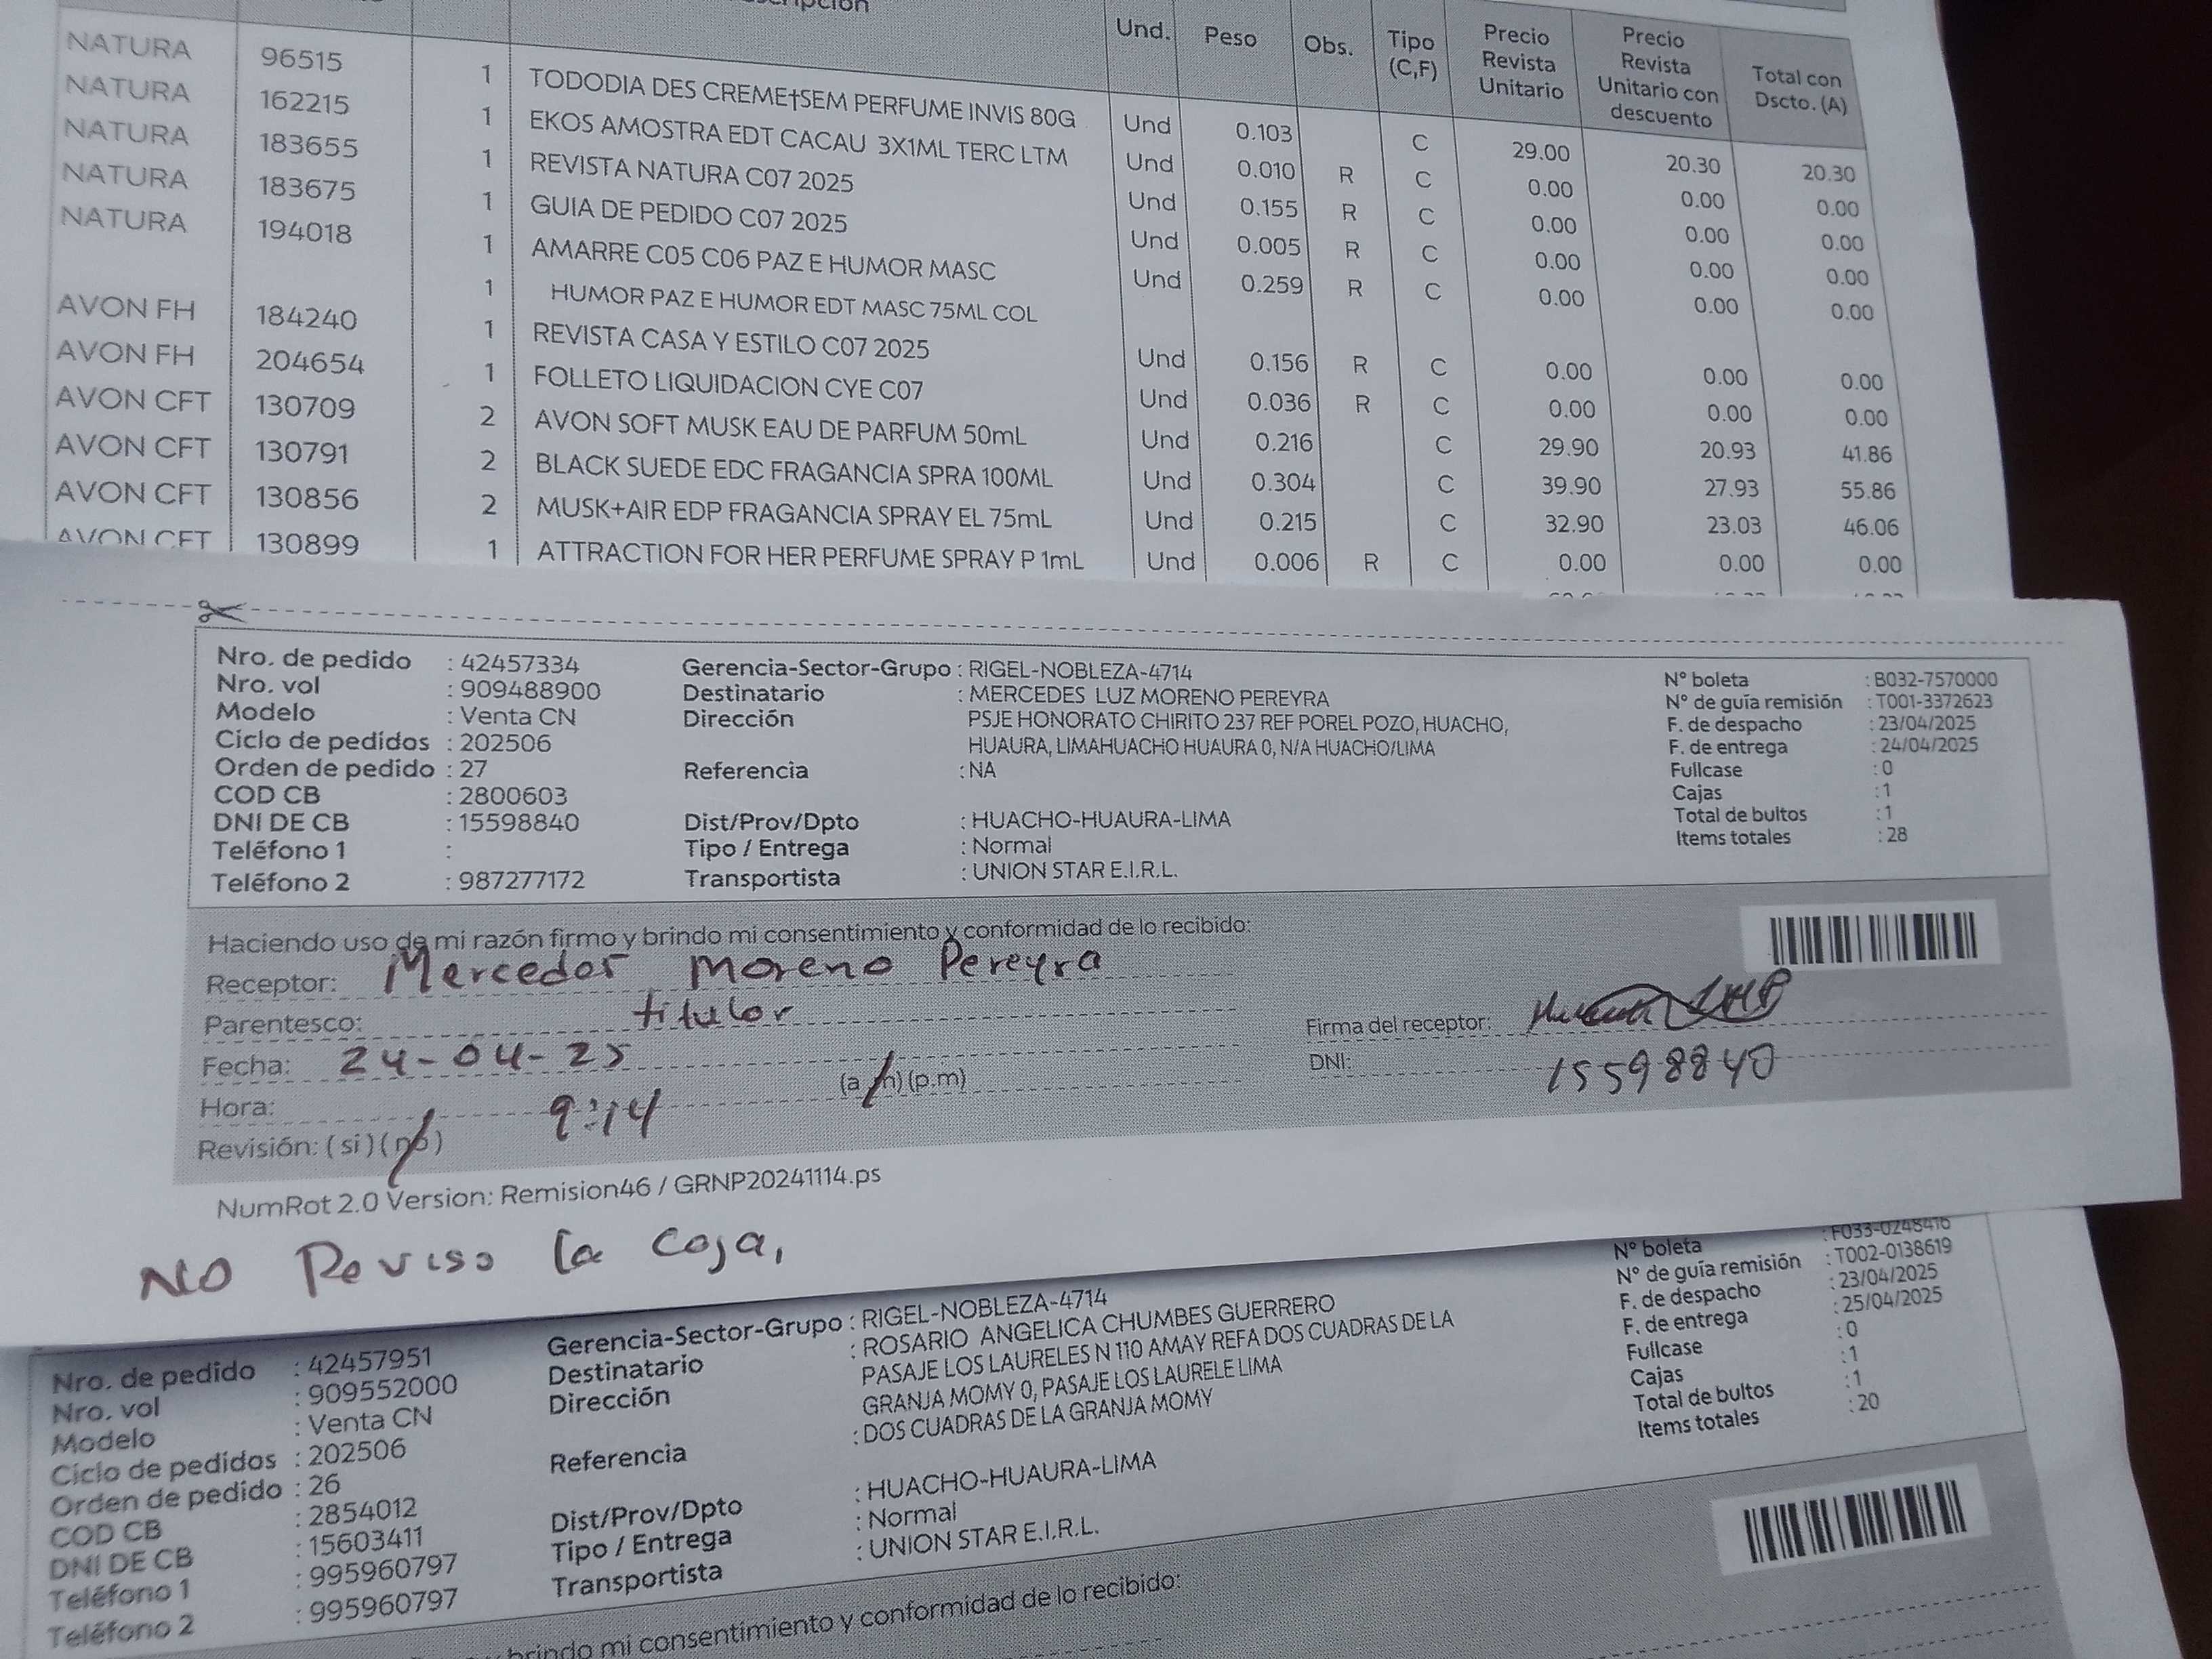 Und. Peso Obs. Tipo (C,F) Precio Revista Unitario Precio Revista Unitario con descuento Total con Dscto. (A)
NATURA 96515 1 TODODIA DES CREME†SEM PERFUME INVIS 80G Und 0.103 C 29.00 20.30 20.30
NATURA 162215 1 EKOS AMOSTRA EDT CACAU 3X1ML TERC LTM Und 0.010 R C 0.00 0.00 0.00
NATURA 183655 1 REVISTA NATURA C07 2025 Und 0.155 R C 0.00 0.00 0.00
NATURA 183675 1 GUIA DE PEDIDO C07 2025 Und 0.005 R C 0.00 0.00 0.00
NATURA 194018 1 AMARRE C05 C06 PAZ E HUMOR MASC Und 0.259 R C 0.00 0.00 0.00
1 HUMOR PAZ E HUMOR EDT MASC 75ML COL
AVON FH 184240 1 REVISTA CASA Y ESTILO C07 2025 Und 0.156 R C 0.00 0.00 0.00
AVON FH 204654 1 FOLLETO LIQUIDACION CYE C07 Und 0.036 R C 0.00 0.00 0.00
AVON CFT 130709 2 AVON SOFT MUSK EAU DE PARFUM 50mL Und 0.216 C 29.90 20.93 41.86
AVON CFT 130791 2 BLACK SUEDE EDC FRAGANCIA SPRA 100ML Und 0.304 C 39.90 27.93 55.86
AVON CFT 130856 2 MUSK+AIR EDP FRAGANCIA SPRAY EL 75mL Und 0.215 C 32.90 23.03 46.06
AVON CFT 130899 1 ATTRACTION FOR HER PERFUME SPRAY P 1mL Und 0.006 R C 0.00 0.00 0.00
Nro. de pedido : 42457334 Gerencia-Sector-Grupo : RIGEL-NOBLEZA-4714 N° boleta : B032-7570000
Nro. vol : 909488900 Destinatario : MERCEDES LUZ MORENO PEREYRA N° de guía remisión : T001-3372623
Modelo : Venta CN Dirección PSJE HONORATO CHIRITO 237 REF POREL POZO, HUACHO, F. de despacho : 23/04/2025
Ciclo de pedidos : 202506 HUAURA, LIMAHUACHO HUAURA 0, N/A HUACHO/LIMA F. de entrega : 24/04/2025
Orden de pedido : 27 Referencia : NA Fullcase : 0
COD CB : 2800603 Cajas : 1
DNI DE CB : 15598840 Dist/Prov/Dpto : HUACHO-HUAURA-LIMA Total de bultos : 1
Teléfono 1 : Tipo / Entrega : Normal Items totales : 28
Teléfono 2 : 987277172 Transportista : UNION STAR E.I.R.L.
Haciendo uso de mi razón firmo y brindo mi consentimiento y conformidad de lo recibido:
Receptor: Mercedes Moreno Pereyra
Parentesco: titular
Firma del receptor:
Fecha: 24-04-25
DNI: 15598840
Hora: 9:14 (a.m) (p.m)
Revisión: (si) (no)
NumRot 2.0 Version: Remision46 / GRNP20241114.ps
NO Reviso la caja,
Nro. de pedido : 42457951 Gerencia-Sector-Grupo : RIGEL-NOBLEZA-4714 N° boleta : F033-0248416
Nro. vol : 909552000 Destinatario : ROSARIO ANGELICA CHUMBES GUERRERO N° de guía remisión : T002-0138619
Modelo : Venta CN Dirección PASAJE LOS LAURELES N 110 AMAY REFA DOS CUADRAS DE LA F. de despacho : 23/04/2025
Ciclo de pedidos : 202506 GRANJA MOMY 0, PASAJE LOS LAURELE LIMA F. de entrega : 25/04/2025
Orden de pedido : 26 Referencia : DOS CUADRAS DE LA GRANJA MOMY Fullcase : 0
COD CB : 2854012 Cajas : 1
DNI DE CB : 15603411 Dist/Prov/Dpto : HUACHO-HUAURA-LIMA Total de bultos : 1
Teléfono 1 : 995960797 Tipo / Entrega : Normal Items totales : 20
Teléfono 2 : 995960797 Transportista : UNION STAR E.I.R.L.
brindo mi consentimiento y conformidad de lo recibido: